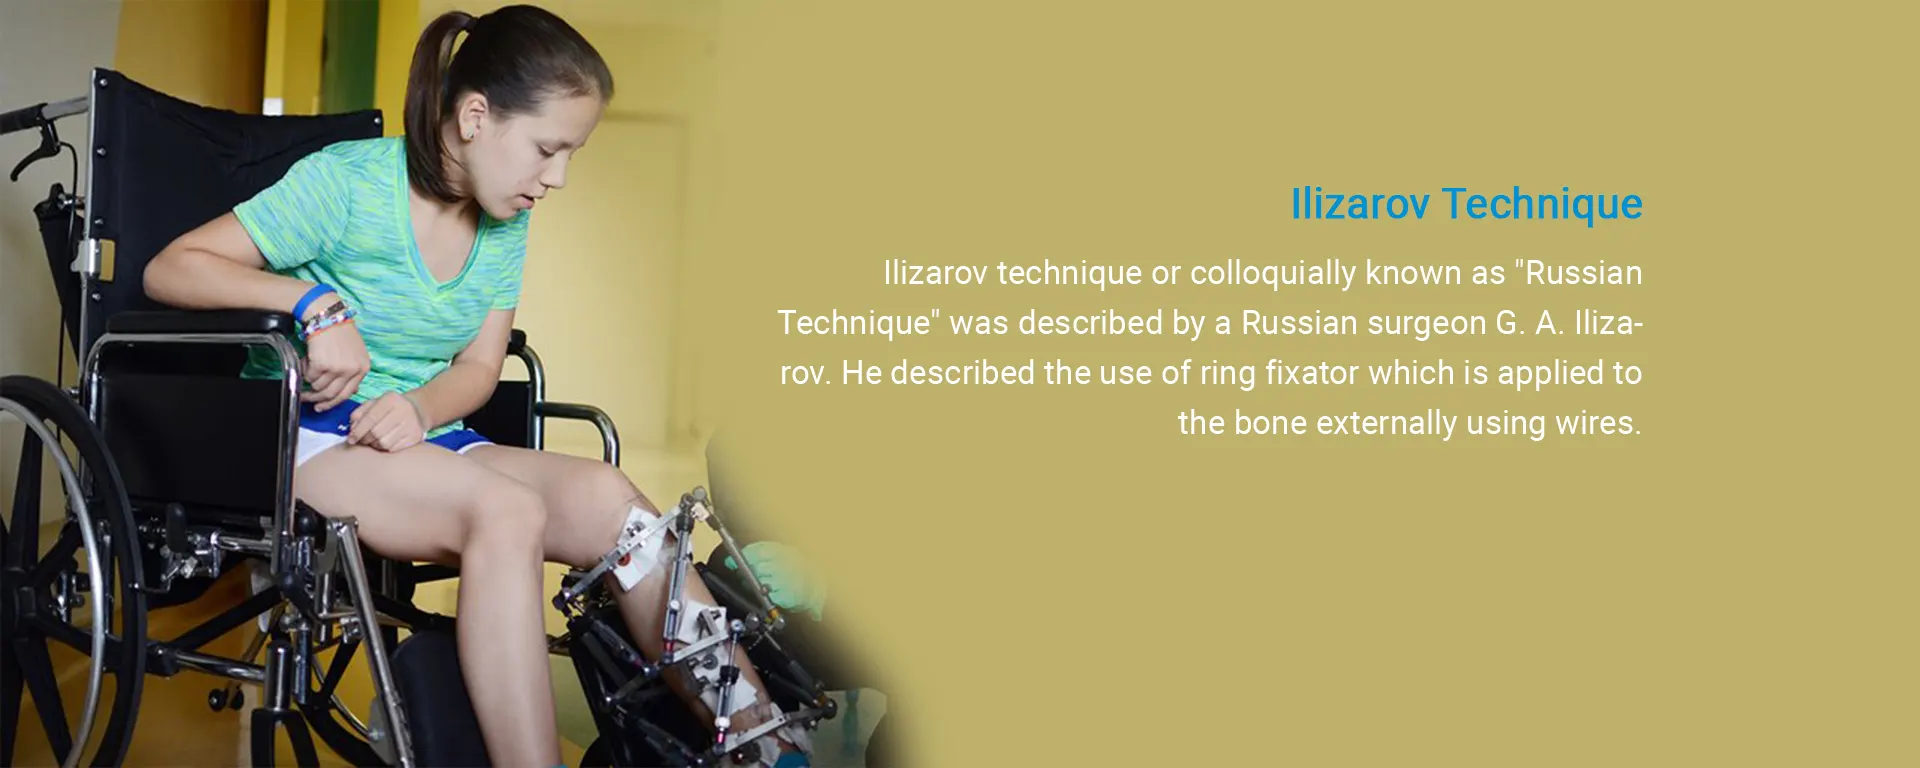 Ilizarov Technique
Ilizarov technique or colloquially known as "Russian
Technique" was described by a Russian surgeon G. A. Iliza-
rov. He described the use of ring fixator which is applied to
the bone externally using wires.